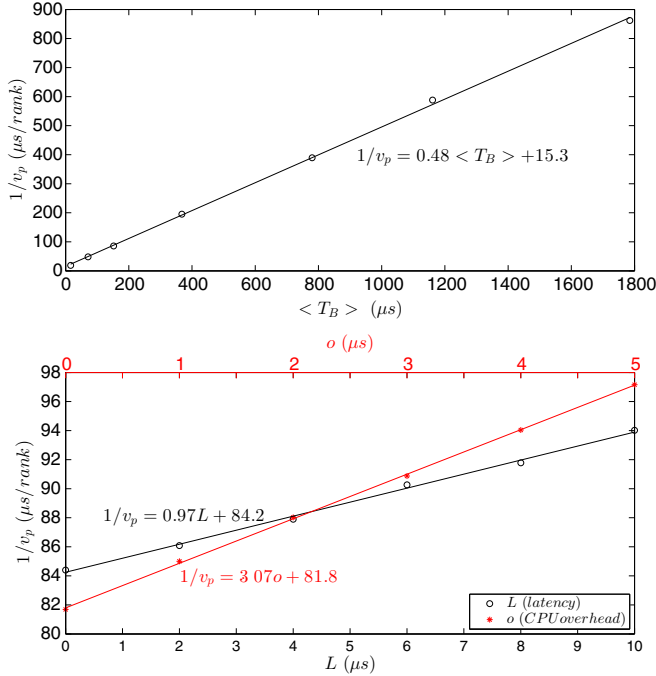 900
800
700
600
500
400
300
200
100
0
1/v_p (μs/rank)
1/v_p = 0.48 < T_B > +15.3
0 200 400 600 800 1000 1200 1400 1600 1800
< T_B > (μs)
o (μs)
0 1 2 3 4 5
98
96
94
92
90
88
86
84
82
80
1/v_p (μs/rank)
1/v_p = 0.97L + 84.2
1/v_p = 3 07o + 81.8
L (latency)
o (CPUoverhead)
0 1 2 3 4 5 6 7 8 9 10
L (μs)